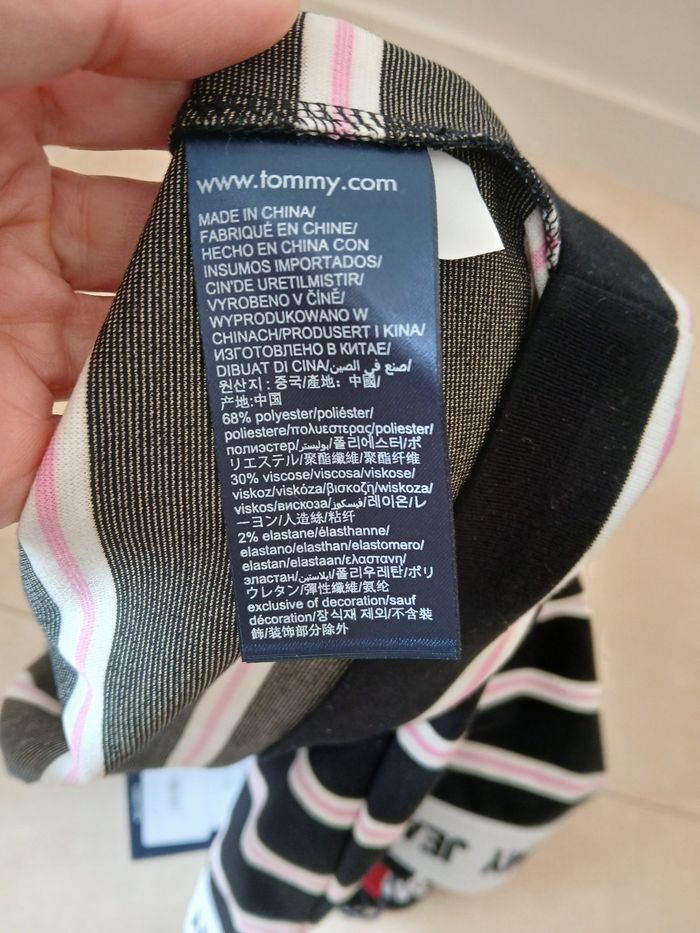 www.tommy.com
MADE IN CHINA/
FABRIQUÉ EN CHINE/
HECHO EN CHINA CON
INSUMOS IMPORTADOS/
CIN'DE URETILMISTIR/
VYROBENO V ČÍNĚ/
WYPRODUKOWANO W
CHINACH/PRODUSERT I KINA/
ИЗГОТОВЛЕНО В КИТАЕ/
DIBUAT DI CINA/صنع في الصين/
원산지 : 중국/產地：中國/
产地:中国
68% polyester/poliéster/
poliestere/πολυεστερας/poliester/
полиэстер/بوليستر/폴리에스터/ポ
リエステル/聚酯纖維/聚酯纤维
30% viscose/viscosa/viskose/
viskoz/viskóza/βισκοζη/wiskoza/
viskos/вискоза/فيسكوز/레이온/レ
ーヨン/人造絲/粘纤
2% elastane/élasthanne/
elastano/elasthan/elastomero/
elastan/elastaan/ελαστανη/
эластан/ايلاستين/폴리우레탄/ポリ
ウレタン/彈性纖維/氨纶
exclusive of decoration/sauf
décoration/장식재 제외/不含裝
飾/装饰部分除外